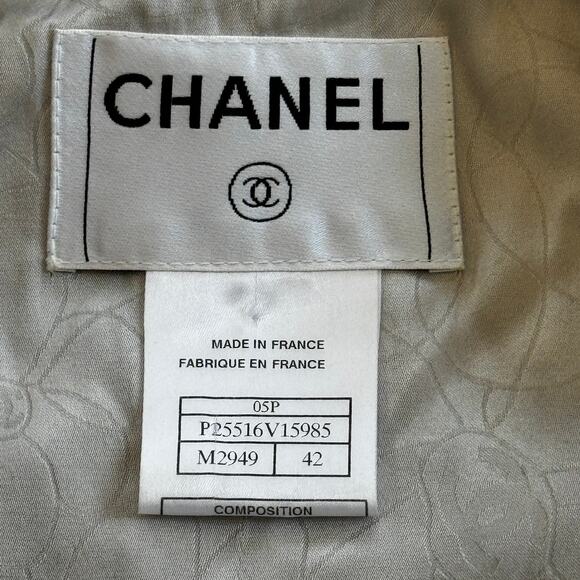 CHANEL
MADE IN FRANCE
FABRIQUE EN FRANCE
05P
P25516V15985
M2949 42
COMPOSITION